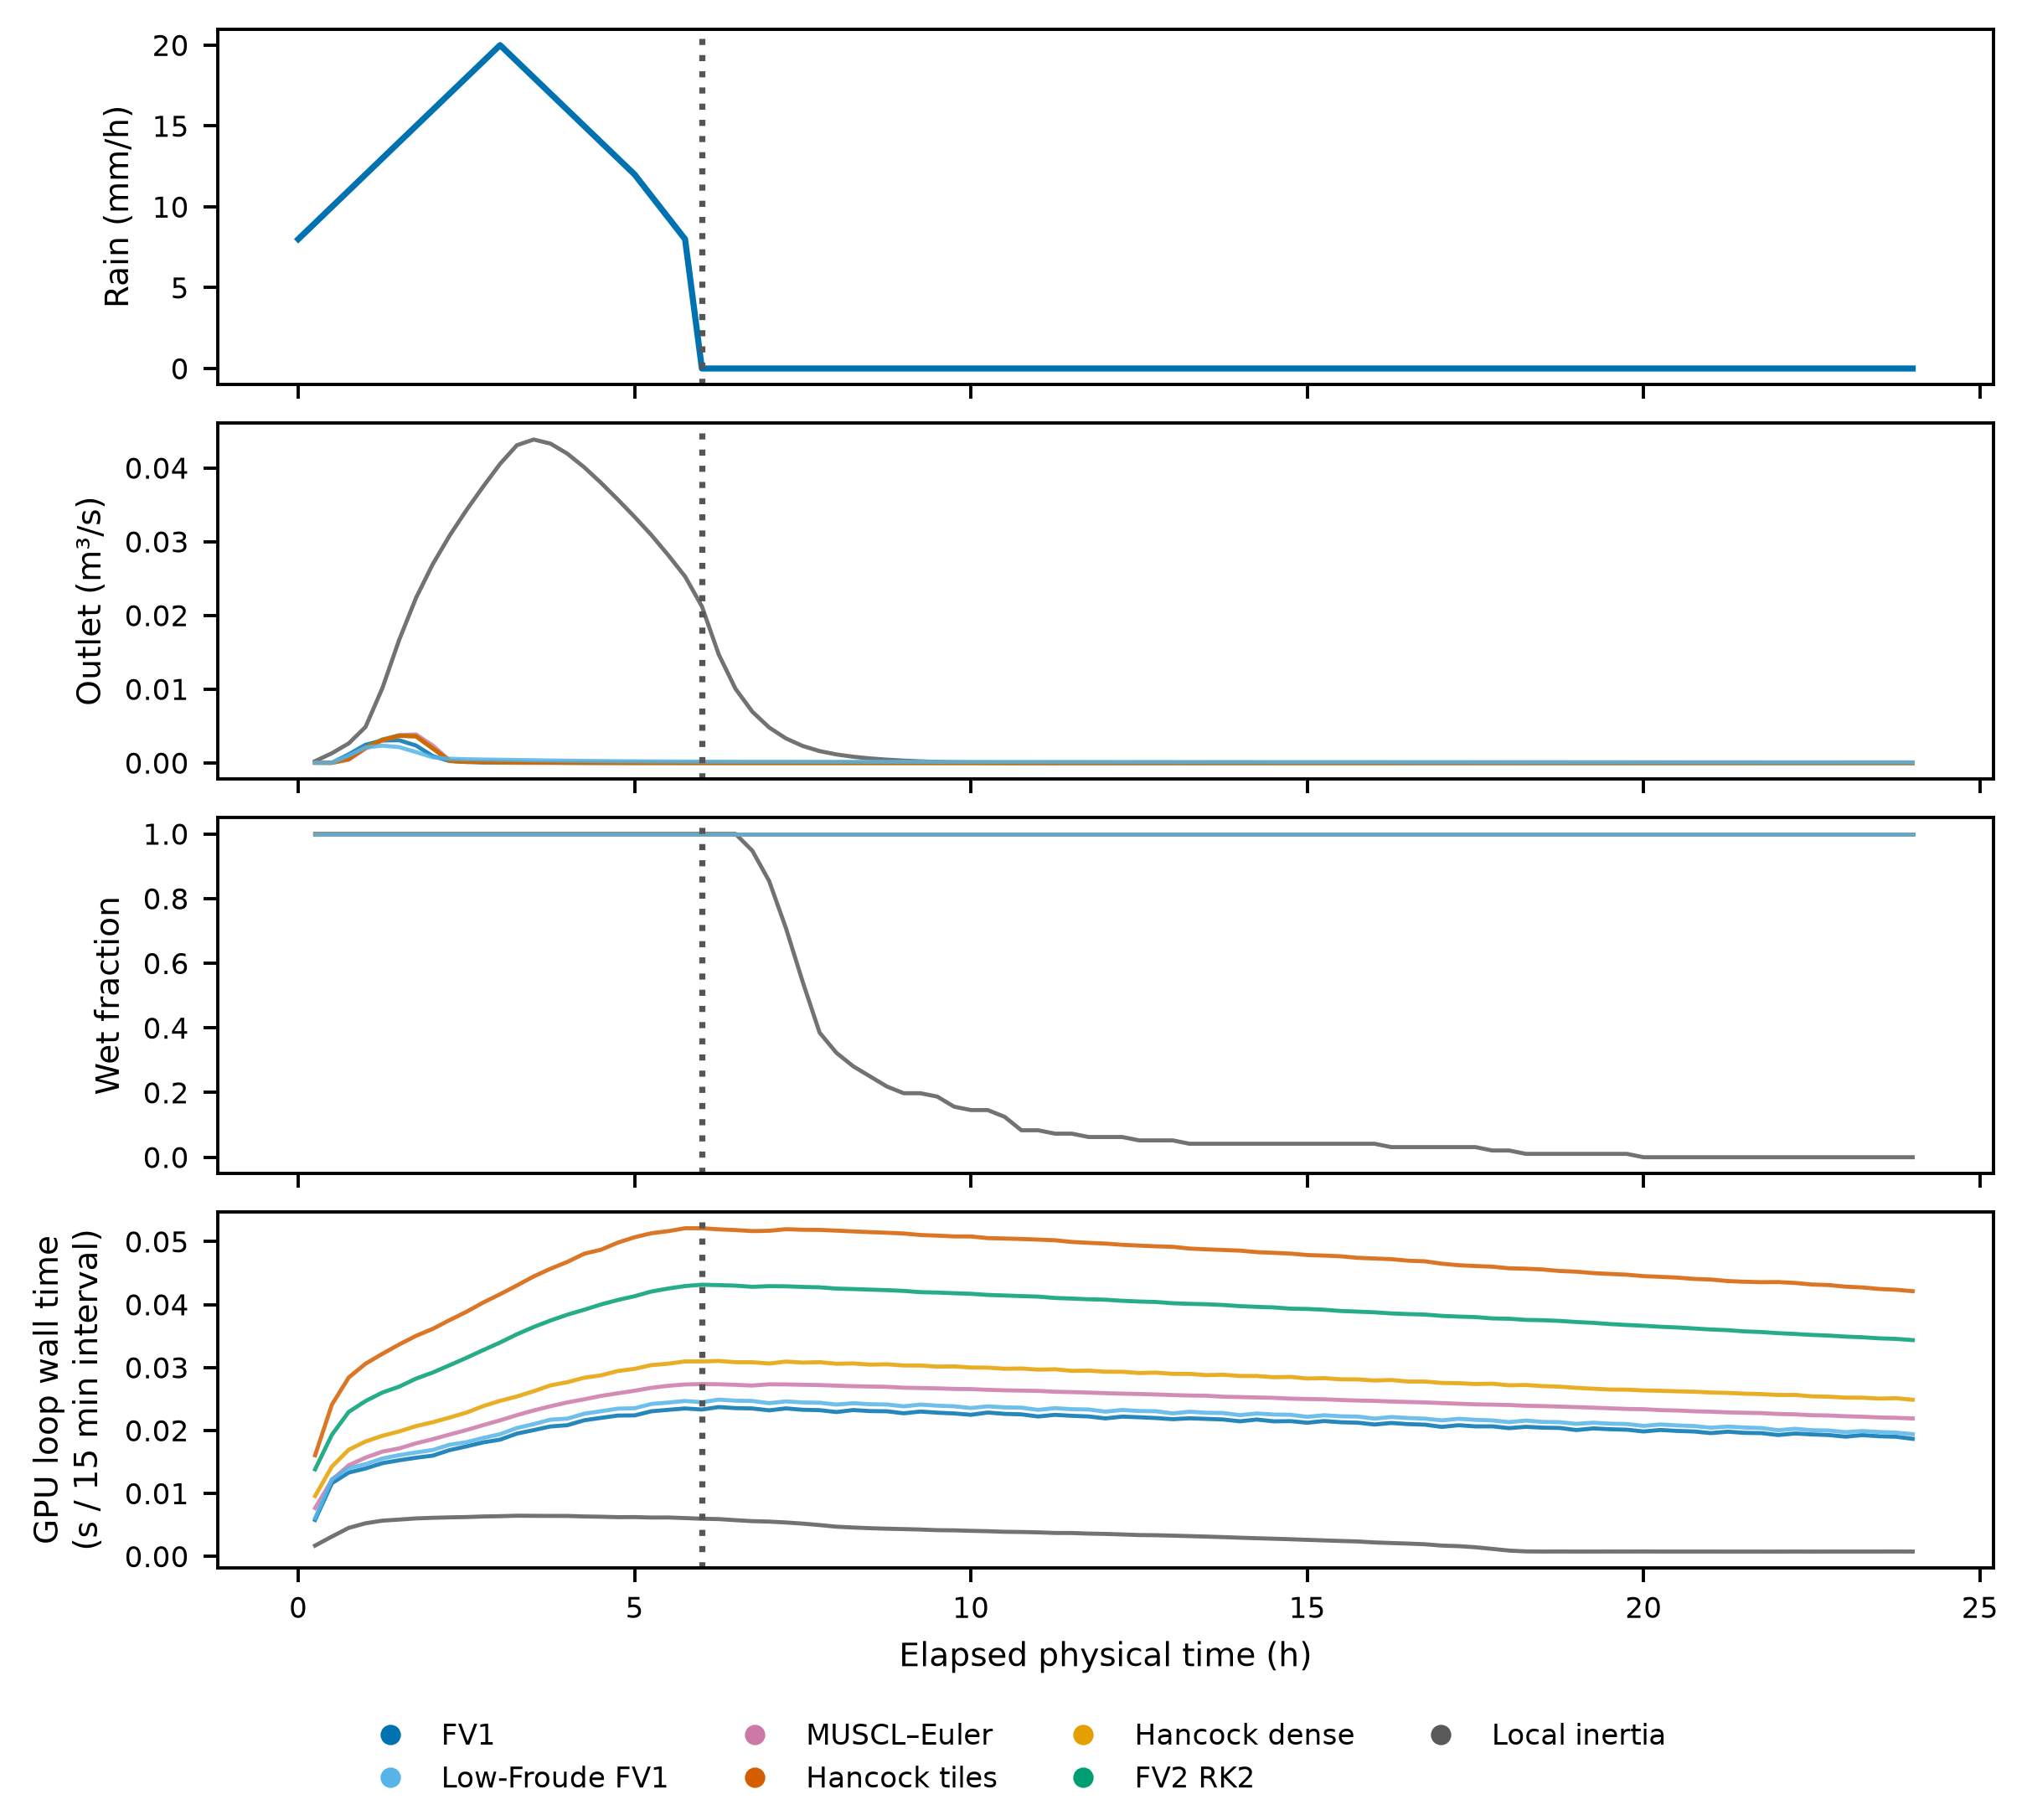 20
15
10
5
0
Rain (mm/h)
0.04
0.03
0.02
0.01
0.00
Outlet (m³/s)
1.0
0.8
0.6
0.4
0.2
0.0
Wet fraction
0.05
0.04
0.03
0.02
0.01
0.00
GPU loop wall time
(s / 15 min interval)
0 5 10 15 20 25
Elapsed physical time (h)
FV1 MUSCL–Euler Hancock dense Local inertia
Low-Froude FV1 Hancock tiles FV2 RK2